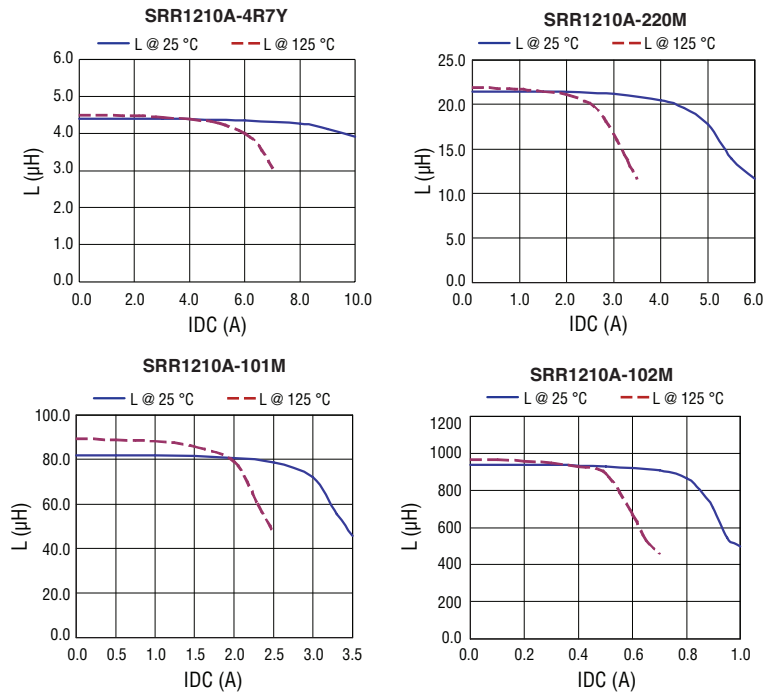 SRR1210A-4R7Y
L @ 25 °C L @ 125 °C
6.0
5.0
4.0
3.0
2.0
1.0
0.0
L (µH)
0.0 2.0 4.0 6.0 8.0 10.0
IDC (A)
SRR1210A-220M
L @ 25 °C L @ 125 °C
25.0
20.0
15.0
10.0
5.0
0.0
L (µH)
0.0 1.0 2.0 3.0 4.0 5.0 6.0
IDC (A)
SRR1210A-101M
L @ 25 °C L @ 125 °C
100.0
80.0
60.0
40.0
20.0
0.0
L (µH)
0.0 0.5 1.0 1.5 2.0 2.5 3.0 3.5
IDC (A)
SRR1210A-102M
L @ 25 °C L @ 125 °C
1200
1000
800
600
400
200
0.0
L (µH)
0.0 0.2 0.4 0.6 0.8 1.0
IDC (A)